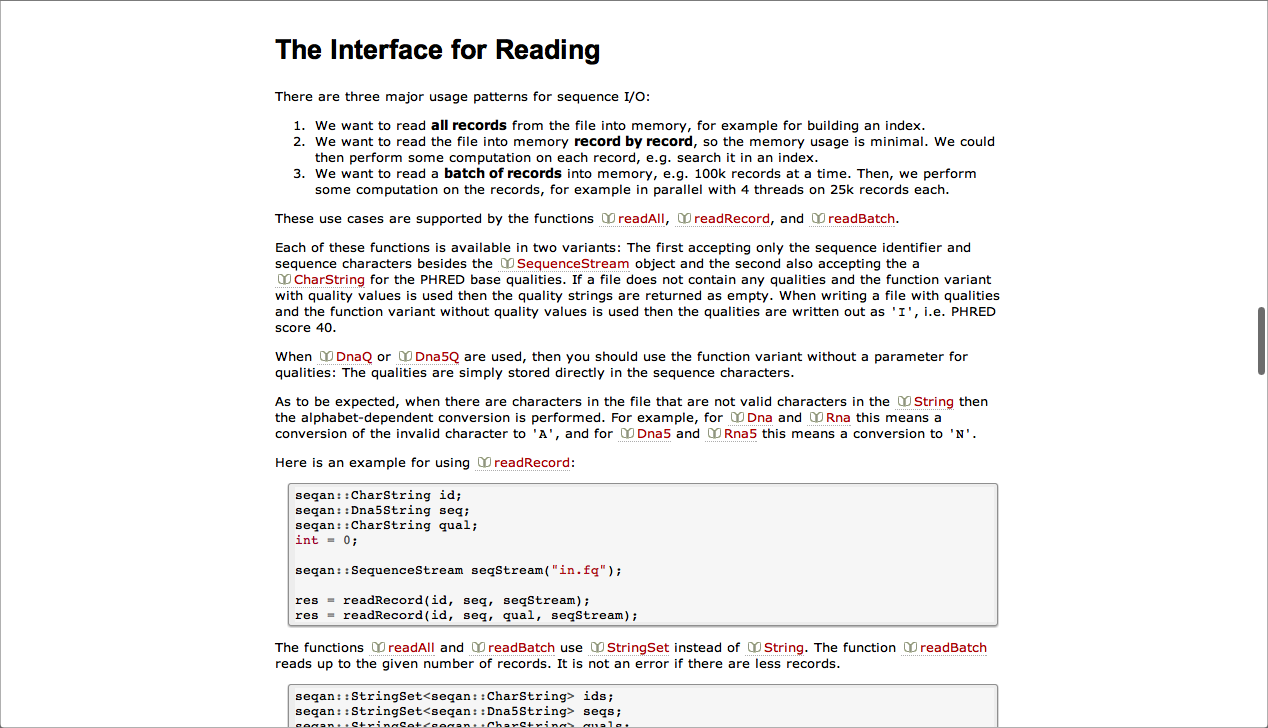 The Interface for Reading
There are three major usage patterns for sequence I/O:
1. We want to read all records from the file into memory, for example for building an index.
2. We want to read the file into memory record by record, so the memory usage is minimal. We could
then perform some computation on each record, e.g. search it in an index.
3. We want to read a batch of records into memory, e.g. 100k records at a time. Then, we perform
some computation on the records, for example in parallel with 4 threads on 25k records each.
These use cases are supported by the functions readAll, readRecord, and readBatch.
Each of these functions is available in two variants: The first accepting only the sequence identifier and
sequence characters besides the SequenceStream object and the second also accepting the a
CharString for the PHRED base qualities. If a file does not contain any qualities and the function variant
with quality values is used then the quality strings are returned as empty. When writing a file with qualities
and the function variant without quality values is used then the qualities are written out as 'I', i.e. PHRED
score 40.
When DnaQ or Dna5Q are used, then you should use the function variant without a parameter for
qualities: The qualities are simply stored directly in the sequence characters.
As to be expected, when there are characters in the file that are not valid characters in the String then
the alphabet-dependent conversion is performed. For example, for Dna and Rna this means a
conversion of the invalid character to 'A', and for Dna5 and Rna5 this means a conversion to 'N'.
Here is an example for using readRecord:
seqan::CharString id;
seqan::Dna5String seq;
seqan::CharString qual;
int = 0;
seqan::SequenceStream seqStream("in.fq");
res = readRecord(id, seq, seqStream);
res = readRecord(id, seq, qual, seqStream);
The functions readAll and readBatch use StringSet instead of String. The function readBatch
reads up to the given number of records. It is not an error if there are less records.
seqan::StringSet<seqan::CharString> ids;
seqan::StringSet<seqan::Dna5String> seqs;
seqan::StringSet<seqan::CharString> quals;